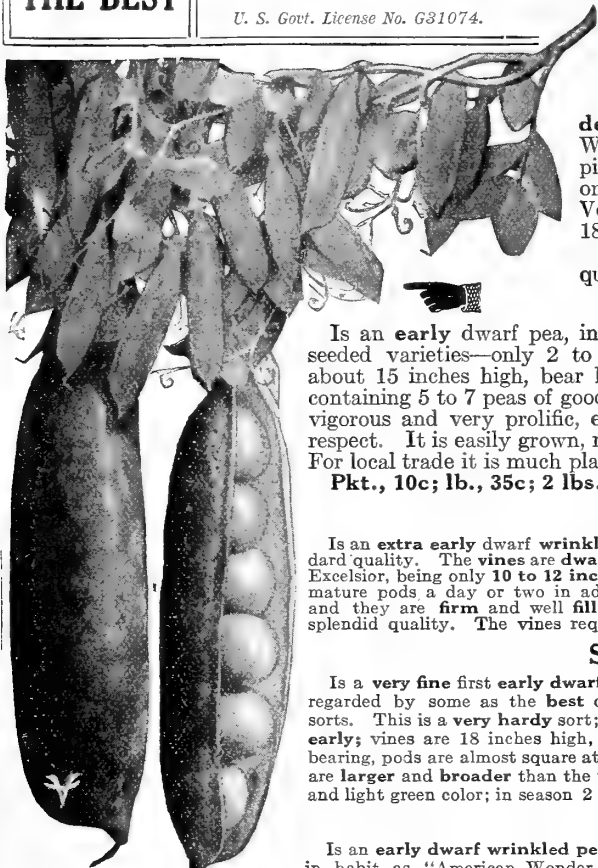 THE BEST
U. S. Govt. License No. G31074.
de
W
pi
or
V
18
qu
Is an early dwarf pea, in
seeded varieties—only 2 to
about 15 inches high, bear
containing 5 to 7 peas of good
vigorous and very prolific, e
respect. It is easily grown, r
For local trade it is much pla
Pkt., 10c; lb., 35c; 2 lbs.
Is an extra early dwarf wrinkl
dard quality. The vines are dwa
Excelsior, being only 10 to 12 inc
mature pods a day or two in ad
and they are firm and well fill
splendid quality. The vines req
S
Is a very fine first early dwarf
regarded by some as the best o
sorts. This is a very hardy sort;
early; vines are 18 inches high,
bearing, pods are almost square at
are larger and broader than the
and light green color; in season 2
Is an early dwarf wrinkled pe
in habit as "American Wonder